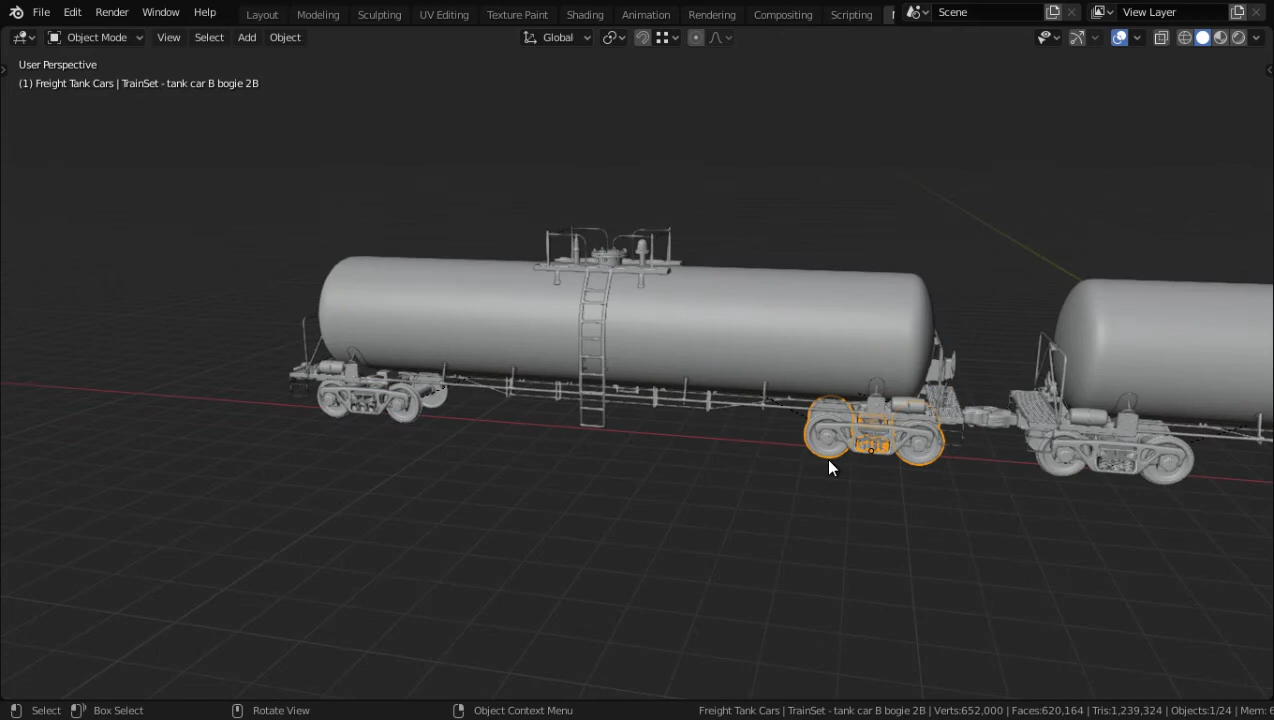 File Edit Render Window Help Layout Modeling Sculpting UV Editing Texture Paint Shading Animation Rendering Compositing Scripting Scene View Layer
Object Mode View Select Add Object Global
User Perspective
(1) Freight Tank Cars | TrainSet - tank car B bogie 2B
Select Box Select Rotate View Object Context Menu Freight Tank Cars | TrainSet - tank car B bogie 2B | Verts:652,000 | Faces:620,164 | Tris:1,239,324 | Objects:1/24 | Mem: